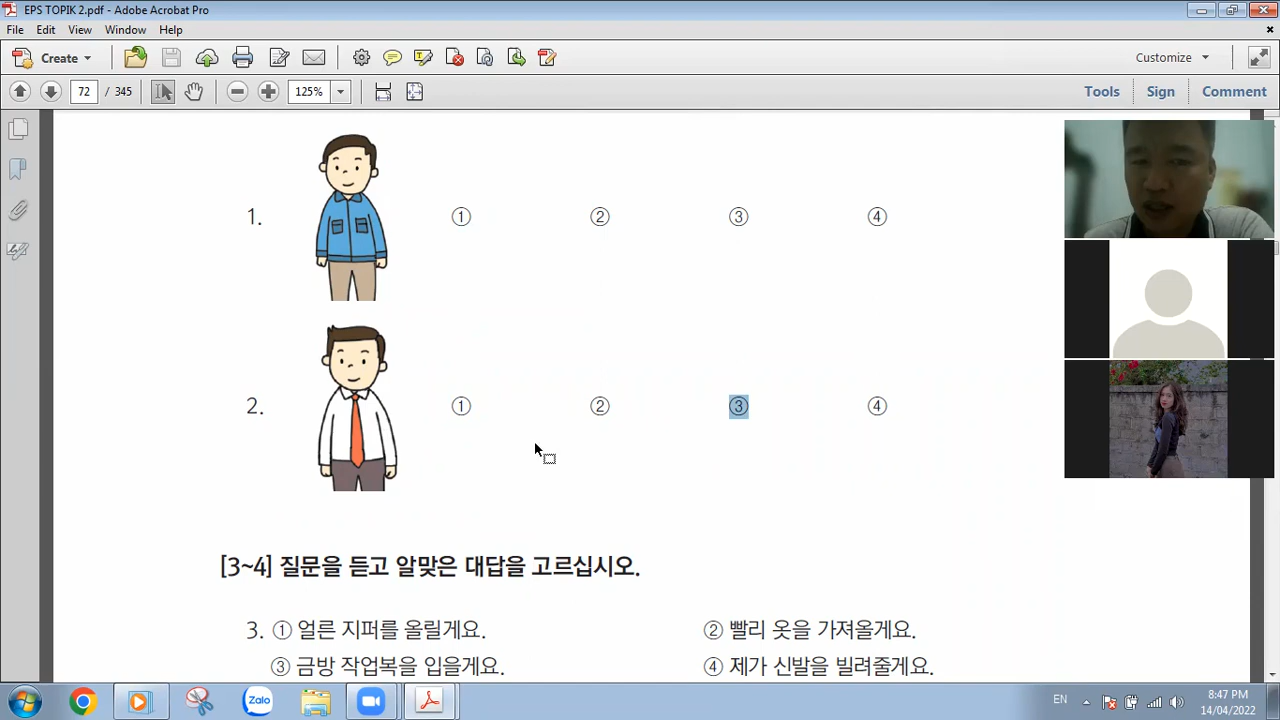 EPS TOPIK 2.pdf - Adobe Acrobat Pro
File Edit View Window Help
Create Customize
72 / 345 125% Tools Sign Comment
1. ① ② ③ ④
2. ① ② ③ ④
[3~4] 질문을 듣고 알맞은 대답을 고르십시오.
3. ① 얼른 지퍼를 올릴게요. ② 빨리 옷을 가져올게요.
③ 금방 작업복을 입을게요. ④ 제가 신발을 빌려줄게요.
Zalo EN 8:47 PM
14/04/2022